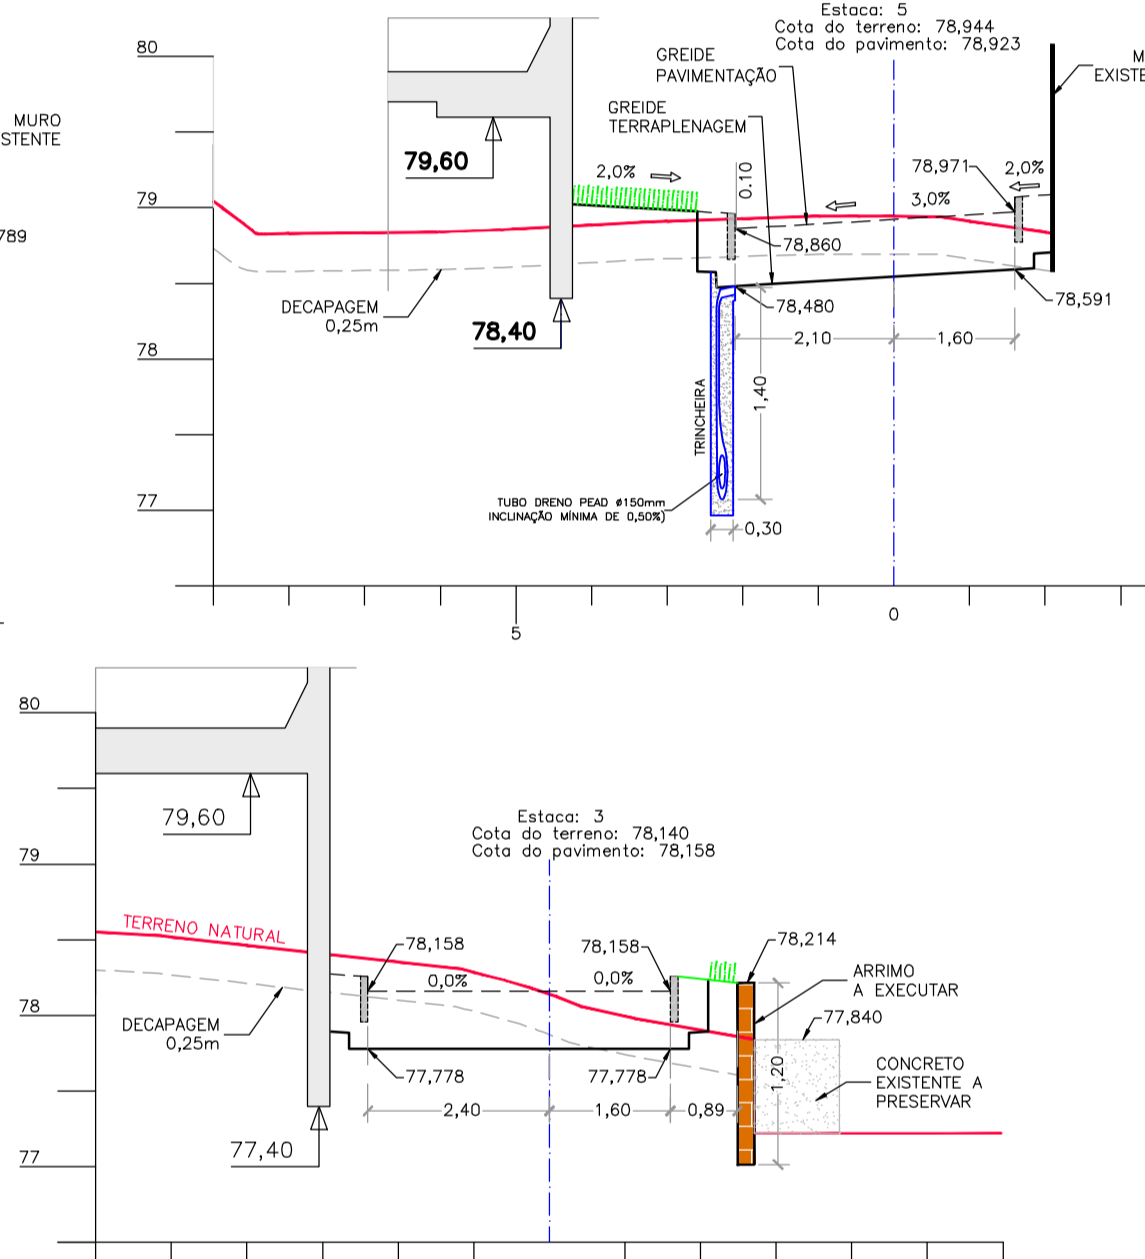 Estaca: 5
Cota do terreno: 78,944
Cota do pavimento: 78,923
80
GREIDE
PAVIMENTAÇÃO
M
EXISTE
MURO
STENTE
GREIDE
TERRAPLENAGEM
79,60
2,0%
0.10
78,971
2,0%
3,0%
79
789
78,860
DECAPAGEM
0,25m
78,40
78,480
78,591
78
2,10
1,60
TRINCHEIRA
1,40
77
TUBO DRENO PEAD ø150mm
INCLINAÇÃO MÍNIMA DE 0,50%)
0,30
5
0
80
79,60
Estaca: 3
Cota do terreno: 78,140
Cota do pavimento: 78,158
79
TERRENO NATURAL
78,158
78,158
78,214
0,0%
0,0%
ARRIMO
A EXECUTAR
78
DECAPAGEM
0,25m
77,840
77,778
77,778
1,20
CONCRETO
EXISTENTE A
PRESERVAR
2,40
1,60
0,89
77,40
77